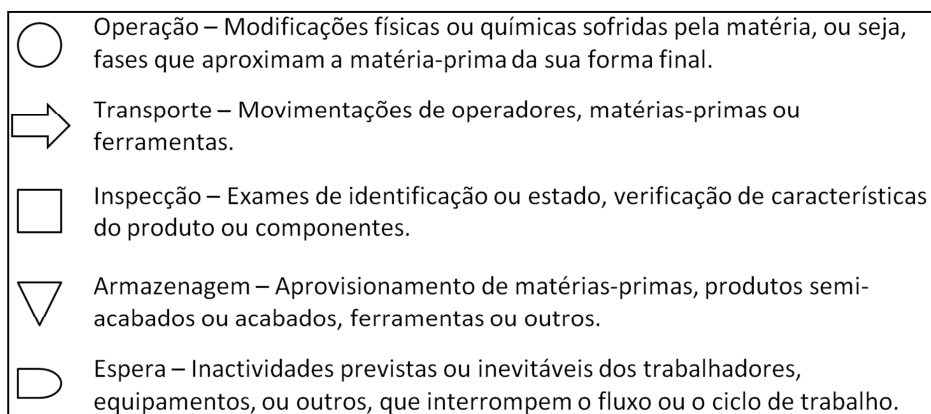 Operação – Modificações físicas ou químicas sofridas pela matéria, ou seja,
fases que aproximam a matéria-prima da sua forma final.
Transporte – Movimentações de operadores, matérias-primas ou
ferramentas.
Inspecção – Exames de identificação ou estado, verificação de características
do produto ou componentes.
Armazenagem – Aprovisionamento de matérias-primas, produtos semi-
acabados ou acabados, ferramentas ou outros.
Espera – Inactividades previstas ou inevitáveis dos trabalhadores,
equipamentos, ou outros, que interrompem o fluxo ou o ciclo de trabalho.